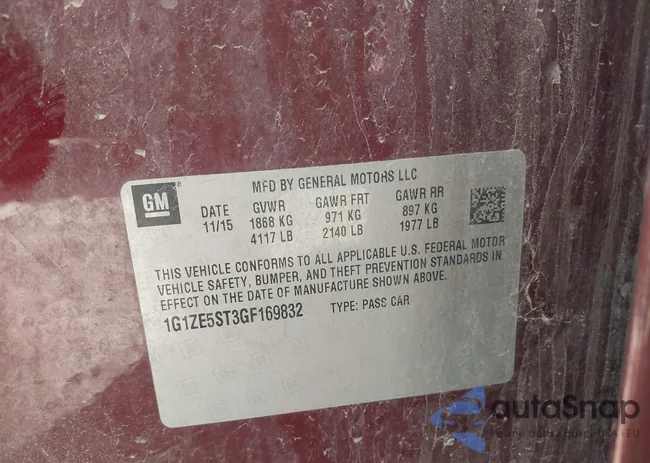 MFD BY GENERAL MOTORS LLC
GM
DATE GVWR GAWR FRT GAWR RR
11/15 1868 KG 971 KG 897 KG
4117 LB 2140 LB 1977 LB
THIS VEHICLE CONFORMS TO ALL APPLICABLE U.S. FEDERAL MOTOR
VEHICLE SAFETY, BUMPER, AND THEFT PREVENTION STANDARDS IN
EFFECT ON THE DATE OF MANUFACTURE SHOWN ABOVE.
1G1ZE5ST3GF169832 TYPE: PASS CAR
autoSnap